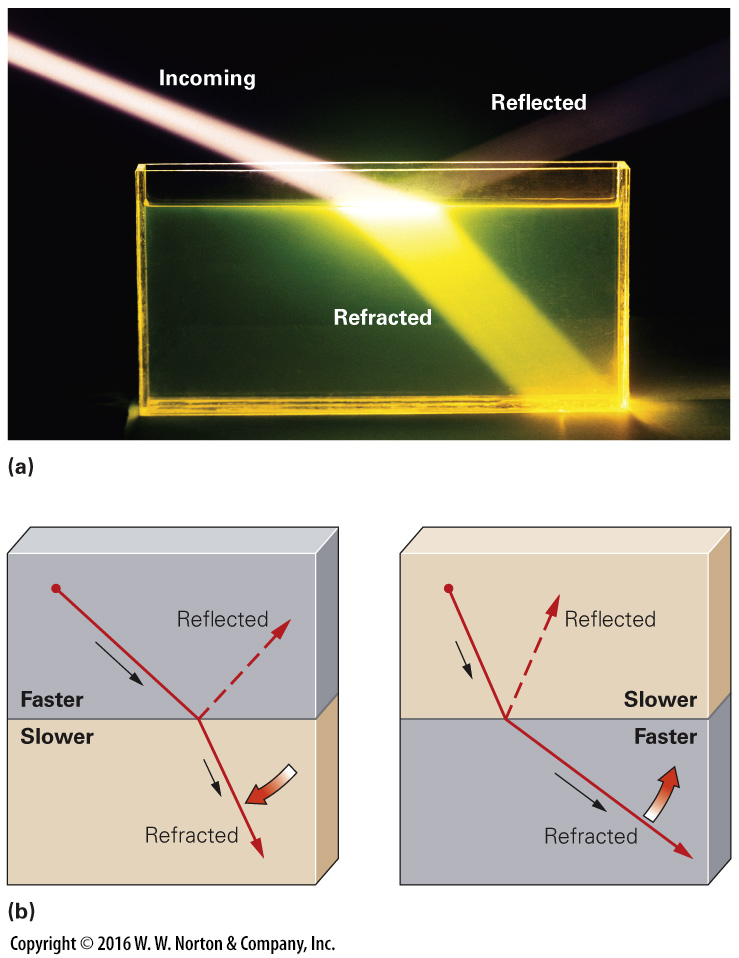 Incoming
Reflected
Refracted
(a)
Reflected
Faster
Slower
Refracted
Reflected
Slower
Faster
Refracted
(b)
Copyright © 2016 W. W. Norton & Company, Inc.